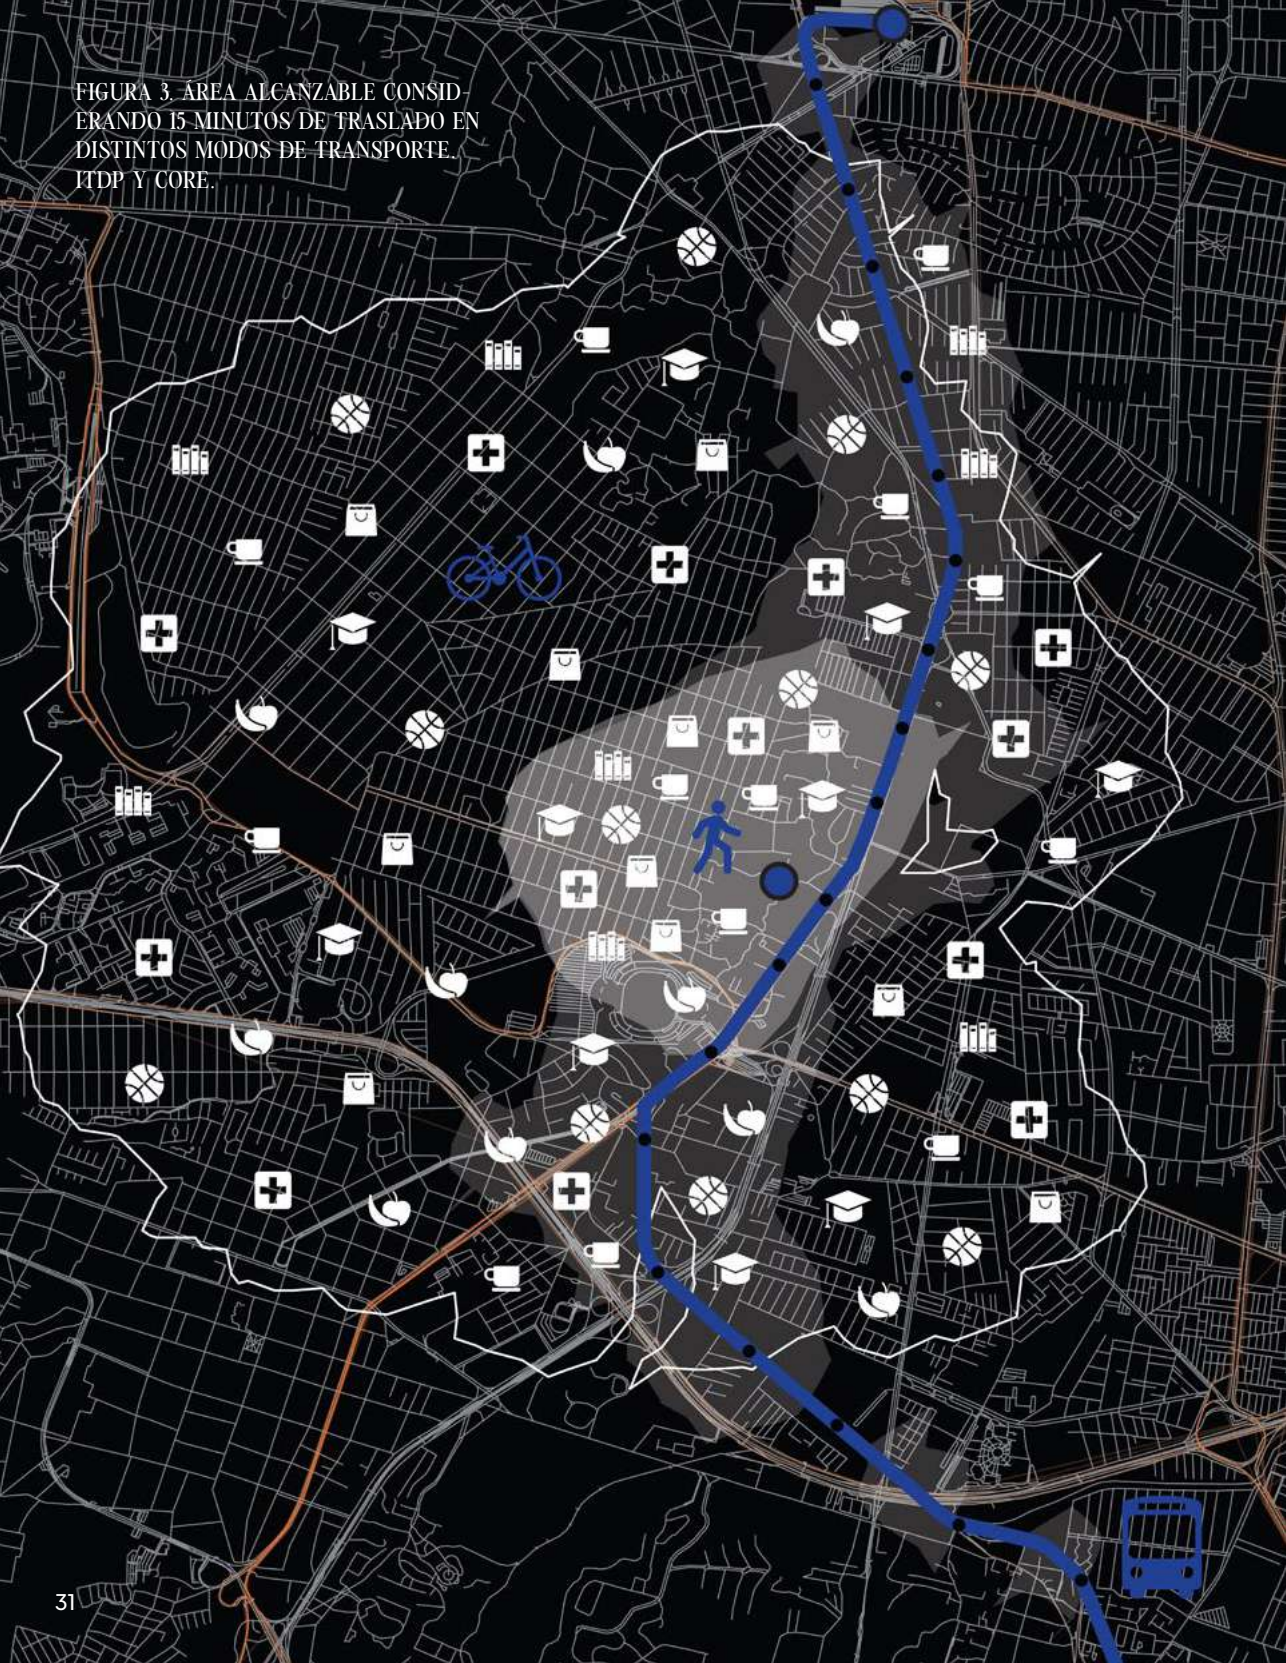 FIGURA 3. ÁREA ALCANZABLE CONSID-
ERANDO 15 MINUTOS DE TRASLADO EN
DISTINTOS MODOS DE TRANSPORTE.
ITDP Y CORE.
31